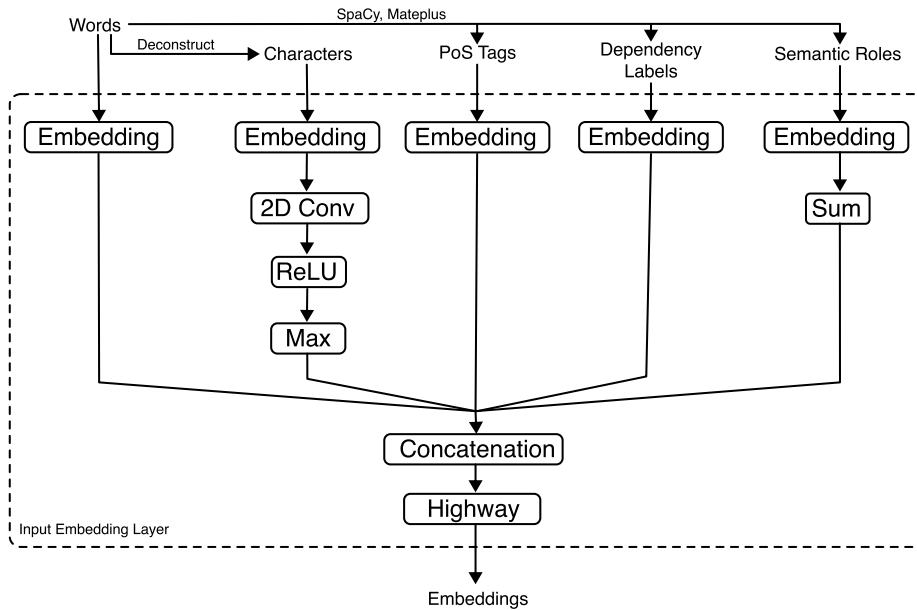 SpaCy, Mateplus
Words
Deconstruct
Characters
PoS Tags
Dependency
Labels
Semantic Roles
Embedding
Embedding
Embedding
Embedding
Embedding
2D Conv
Sum
ReLU
Max
Concatenation
Highway
Input Embedding Layer
Embeddings